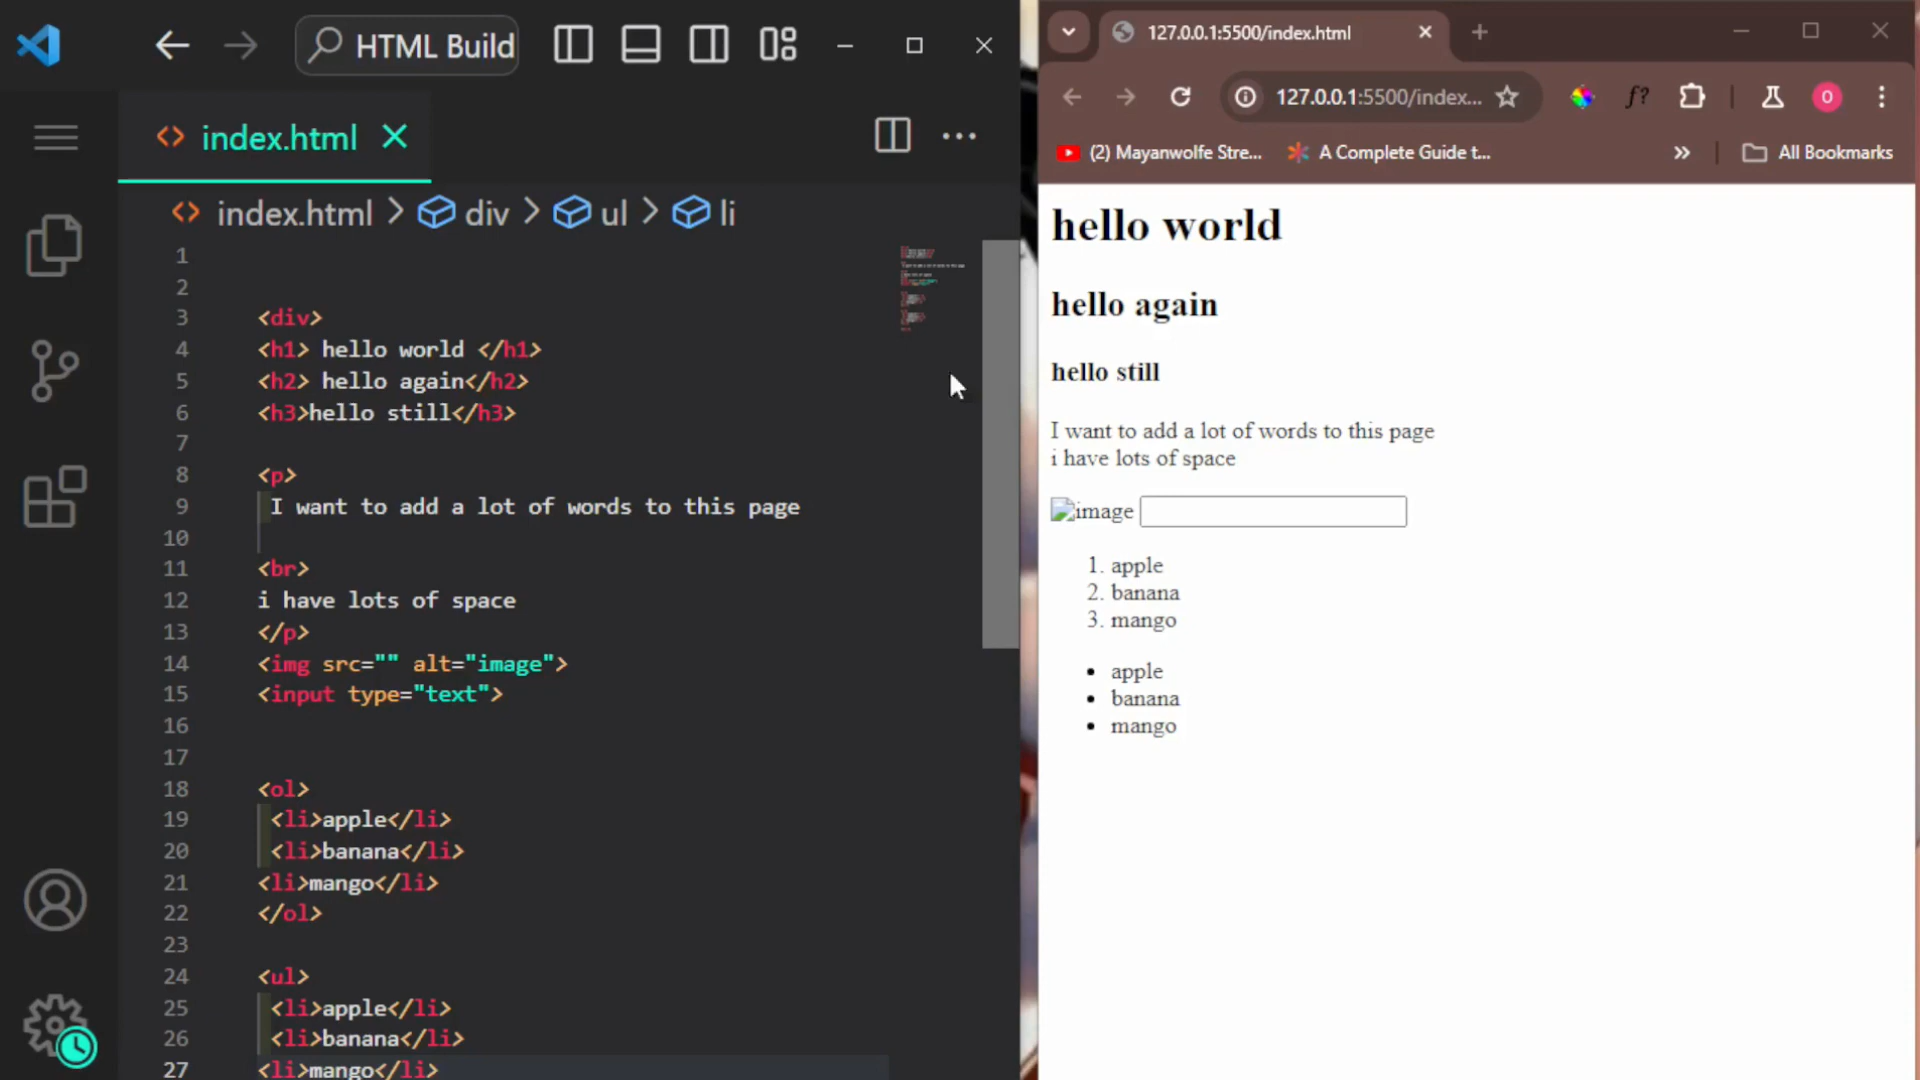 HTML Build
index.html
index.html > div > ul > li
1
2
3 <div>
4 <h1> hello world </h1>
5 <h2> hello again</h2>
6 <h3>hello still</h3>
7
8 <p>
9 I want to add a lot of words to this page
10
11 <br>
12 i have lots of space
13 </p>
14 <img src="" alt="image">
15 <input type="text">
16
17
18 <ol>
19 <li>apple</li>
20 <li>banana</li>
21 <li>mango</li>
22 </ol>
23
24 <ul>
25 <li>apple</li>
26 <li>banana</li>
27 <li>mango</li>
127.0.0.1:5500/index.html
127.0.0.1:5500/index...
f?
O
(2) Mayanwolfe Stre...
A Complete Guide t...
All Bookmarks
hello world
hello again
hello still
I want to add a lot of words to this page
i have lots of space
image
1. apple
2. banana
3. mango
• apple
• banana
• mango